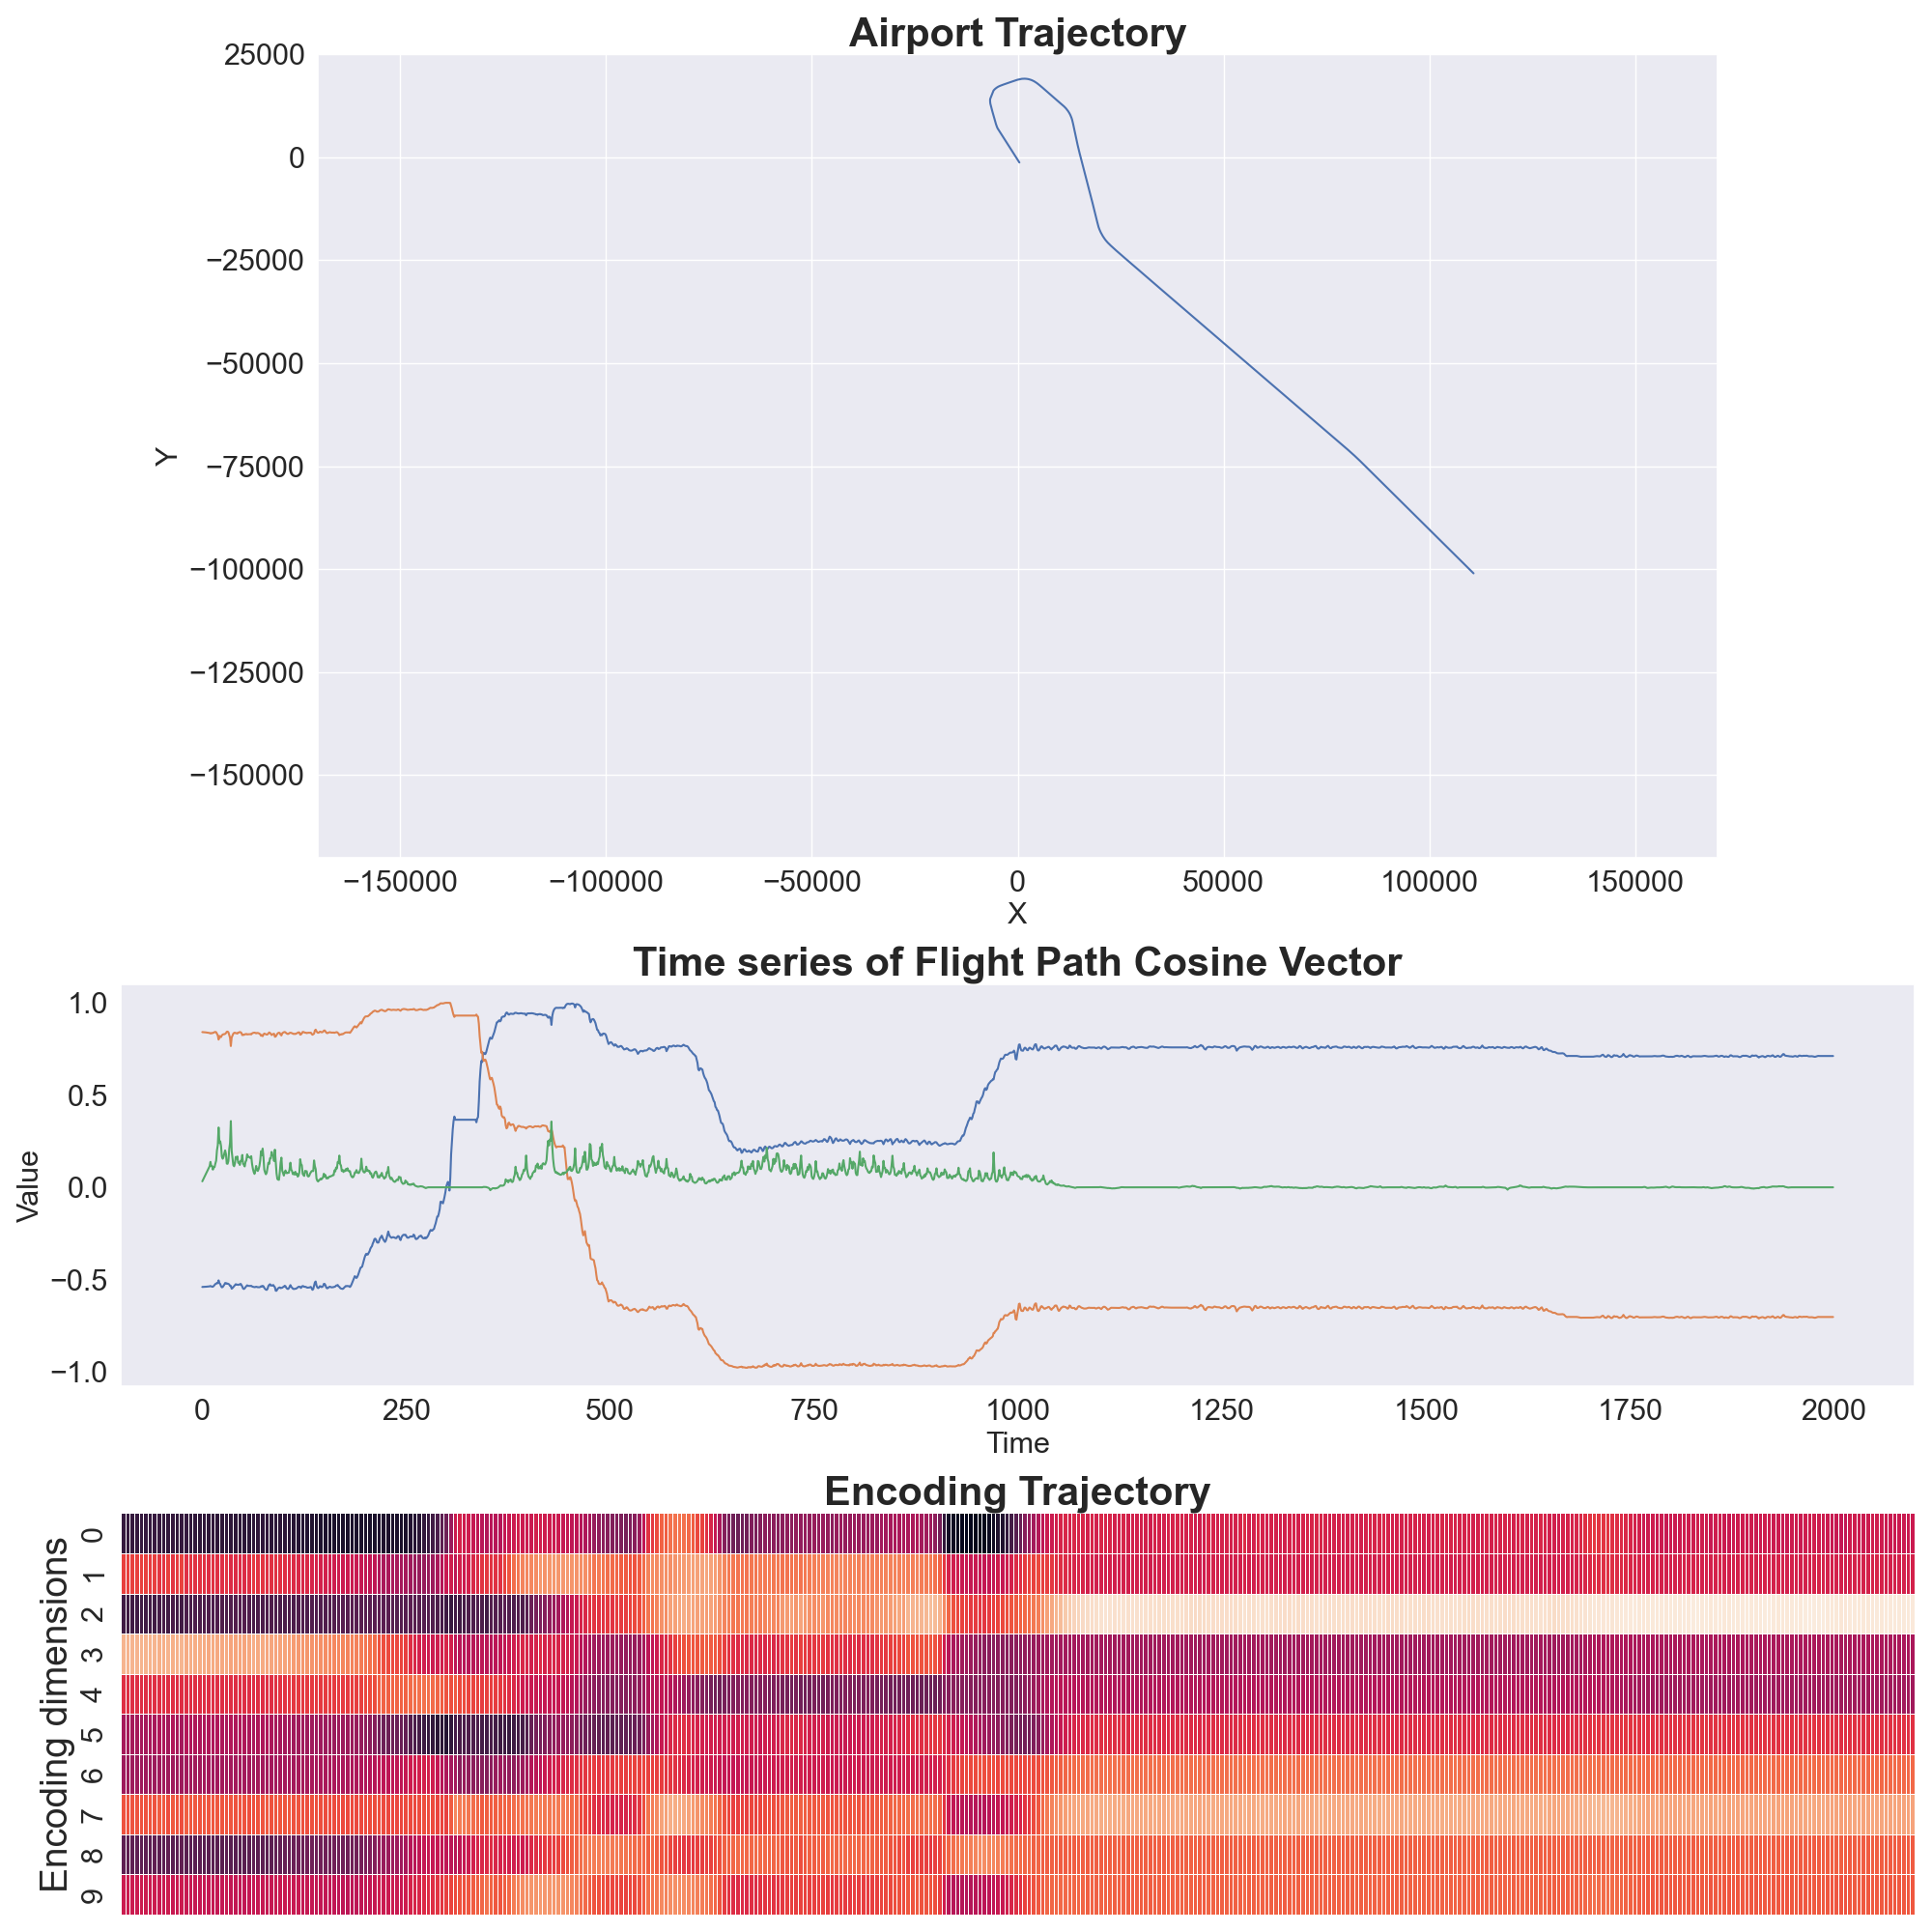 Airport Trajectory
25000
0
−25000
−50000
−75000
−100000
−125000
−150000
Y
−150000 −100000 −50000 0 50000 100000 150000
X
Time series of Flight Path Cosine Vector
1.0
0.5
0.0
−0.5
−1.0
Value
0 250 500 750 1000 1250 1500 1750 2000
Time
Encoding Trajectory
Encoding dimensions
0
1
2
3
4
5
6
7
8
9